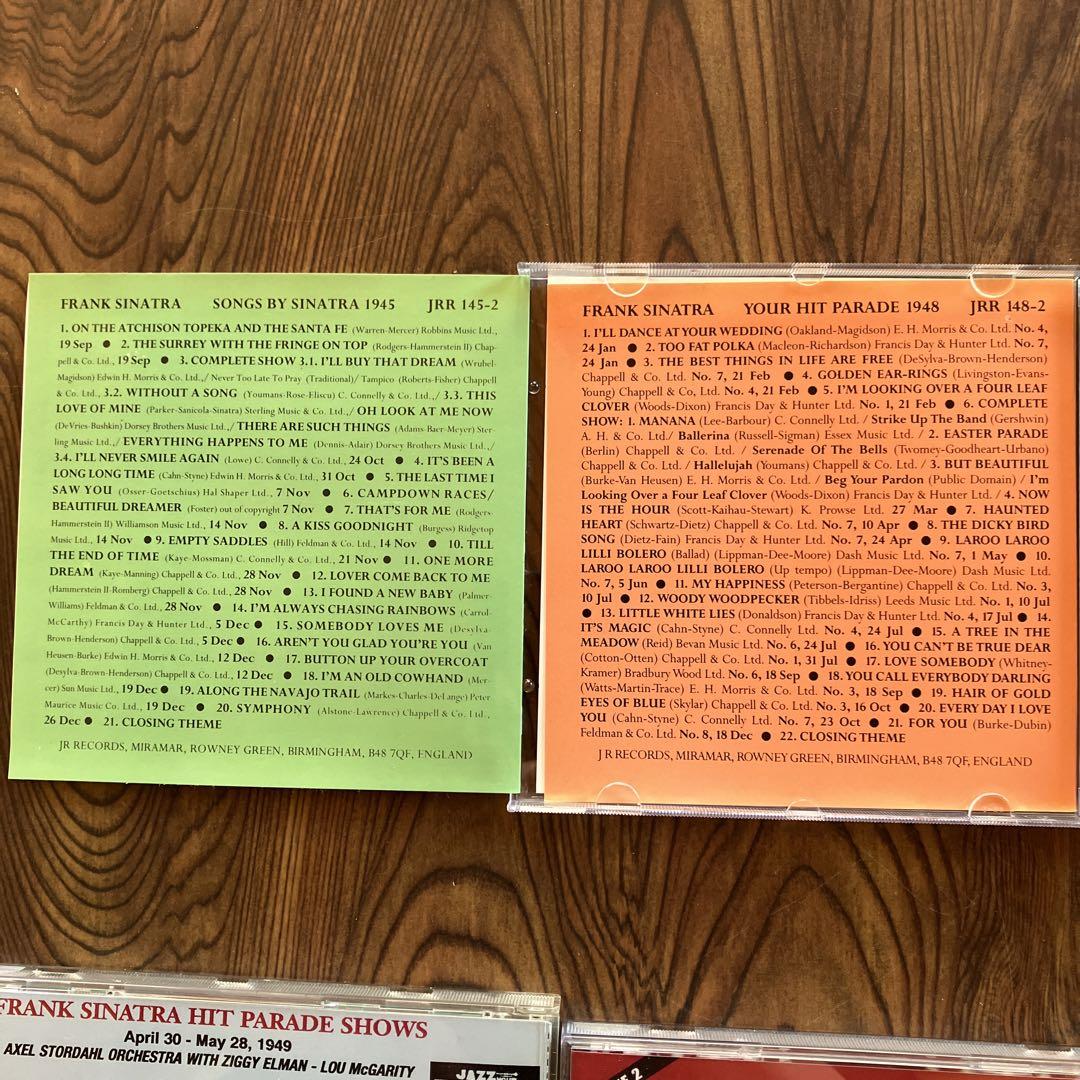 FRANK SINATRA SONGS BY SINATRA 1945 JRR 145-2
1. ON THE ATCHISON TOPEKA AND THE SANTA FE (Warren-Mercer) Robbins Music Ltd.,
19 Sep ● 2. THE SURREY WITH THE FRINGE ON TOP (Rodgers-Hammerstein II) Chap-
pell & Co. Ltd., 19 Sep ● 3. COMPLETE SHOW 3.1. I'LL BUY THAT DREAM (Wrubel-
Magidson) Edwin H. Morris & Co. Ltd.,/ Never Too Late To Pray (Traditional)/ Tampico (Roberts-Fisher) Chappell
& Co. Ltd., 3.2. WITHOUT A SONG (Youmans-Rose-Eliscu) C. Connelly & Co. Ltd.,/ 3.3. THIS
LOVE OF MINE (Parker-Sanicola-Sinatra) Sterling Music & Co. Ltd.,/ OH LOOK AT ME NOW
(DeVries-Bushkin) Dorsey Brothers Music Ltd.,/ THERE ARE SUCH THINGS (Adams-Baer-Meyer) Ster-
ling Music Ltd.,/ EVERYTHING HAPPENS TO ME (Dennis-Adair) Dorsey Brothers Music Ltd.,/
3.4. I'LL NEVER SMILE AGAIN (Lowe) C. Connelly & Co. Ltd., 24 Oct ● 4. IT'S BEEN A
LONG LONG TIME (Cahn-Styne) Edwin H. Morris & Co. Ltd., 31 Oct ● 5. THE LAST TIME I
SAW YOU (Osser-Goetschius) Hal Shaper Ltd., 7 Nov ● 6. CAMPDOWN RACES/
BEAUTIFUL DREAMER (Foster) out of copyright 7 Nov ● 7. THAT'S FOR ME (Rodgers-
Hammerstein II) Williamson Music Ltd., 14 Nov ● 8. A KISS GOODNIGHT (Burgess) Ridgetop
Music Ltd., 14 Nov ● 9. EMPTY SADDLES (Hill) Feldman & Co. Ltd., 14 Nov ● 10. TILL
THE END OF TIME (Kaye-Mossman) C. Connelly & Co. Ltd., 21 Nov ● 11. ONE MORE
DREAM (Kaye-Manning) Chappell & Co. Ltd., 28 Nov ● 12. LOVER COME BACK TO ME
(Hammerstein II-Romberg) Chappell & Co. Ltd., 28 Nov ● 13. I FOUND A NEW BABY (Palmer-
Williams) Feldman & Co. Ltd., 28 Nov ● 14. I'M ALWAYS CHASING RAINBOWS (Carrol-
McCarthy) Francis Day & Hunter Ltd., 5 Dec ● 15. SOMEBODY LOVES ME (Desylva-
Brown-Henderson) Chappell & Co. Ltd., 5 Dec ● 16. AREN'T YOU GLAD YOU'RE YOU (Van
Heusen-Burke) Edwin H. Morris & Co. Ltd., 12 Dec ● 17. BUTTON UP YOUR OVERCOAT
(Desylva-Brown-Henderson) Chappell & Co. Ltd., 12 Dec ● 18. I'M AN OLD COWHAND (Mer-
cer) Sun Music Ltd., 19 Dec ● 19. ALONG THE NAVAJO TRAIL (Markes-Charles-DeLange) Peter
Maurice Music Co. Ltd., 19 Dec ● 20. SYMPHONY (Alstone-Lawrence) Chappell & Co. Ltd.,
26 Dec ● 21. CLOSING THEME
JR RECORDS, MIRAMAR, ROWNEY GREEN, BIRMINGHAM, B48 7QF, ENGLAND
FRANK SINATRA YOUR HIT PARADE 1948 JRR 148-2
1. I'LL DANCE AT YOUR WEDDING (Oakland-Magidson) E. H. Morris & Co. Ltd. No. 4,
24 Jan ● 2. TOO FAT POLKA (Macleon-Richardson) Francis Day & Hunter Ltd. No. 7,
24 Jan ● 3. THE BEST THINGS IN LIFE ARE FREE (DeSylva-Brown-Henderson)
Chappell & Co. Ltd. No. 7, 21 Feb ● 4. GOLDEN EAR-RINGS (Livingston-Evans-
Young) Chappell & Co, Ltd. No. 4, 21 Feb ● 5. I'M LOOKING OVER A FOUR LEAF
CLOVER (Woods-Dixon) Francis Day & Hunter Ltd. No. 1, 21 Feb ● 6. COMPLETE
SHOW: 1. MANANA (Lee-Barbour) C. Connelly Ltd. / Strike Up The Band (Gershwin)
A. H. & Co. Ltd./ Ballerina (Russell-Sigman) Essex Music Ltd. / 2. EASTER PARADE
(Berlin) Chappell & Co. Ltd. / Serenade Of The Bells (Twomey-Goodheart-Urbano)
Chappell & Co. Ltd. / Hallelujah (Youmans) Chappell & Co. Ltd. / 3. BUT BEAUTIFUL
(Burke-Van Heusen) E. H. Morris & Co. Ltd. / Beg Your Pardon (Public Domain) / I'm
Looking Over a Four Leaf Clover (Woods-Dixon) Francis Day & Hunter Ltd. / 4. NOW
IS THE HOUR (Scott-Kaihau-Stewart) K. Prowse Ltd. 27 Mar ● 7. HAUNTED
HEART (Schwartz-Dietz) Chappell & Co. Ltd. No. 7, 10 Apr ● 8. THE DICKY BIRD
SONG (Dietz-Fain) Francis Day & Hunter Ltd. No. 7, 24 Apr ● 9. LAROO LAROO
LILLI BOLERO (Ballad) (Lippman-Dee-Moore) Dash Music Ltd. No. 7, 1 May ● 10.
LAROO LAROO LILLI BOLERO (Up tempo) (Lippman-Dee-Moore) Dash Music Ltd.
No. 7, 5 Jun ● 11. MY HAPPINESS (Peterson-Bergantine) Chappell & Co. Ltd. No. 3,
10 Jul ● 12. WOODY WOODPECKER (Tibbels-Idriss) Leeds Music Ltd. No. 1, 10 Jul
● 13. LITTLE WHITE LIES (Donaldson) Francis Day & Hunter Ltd. No. 4, 17 Jul ● 14.
IT'S MAGIC (Cahn-Styne) C. Connelly Ltd. No. 4, 24 Jul ● 15. A TREE IN THE
MEADOW (Reid) Bevan Music Ltd. No. 6, 24 Jul ● 16. YOU CAN'T BE TRUE DEAR
(Cotton-Otten) Chappell & Co. Ltd. No. 1, 31 Jul ● 17. LOVE SOMEBODY (Whitney-
Kramer) Bradbury Wood Ltd. No. 6, 18 Sep ● 18. YOU CALL EVERYBODY DARLING
(Watts-Martin-Trace) E. H. Morris & Co. Ltd. No. 3, 18 Sep ● 19. HAIR OF GOLD
EYES OF BLUE (Skylar) Chappell & Co. Ltd. No. 3, 16 Oct ● 20. EVERY DAY I LOVE
YOU (Cahn-Styne) C. Connelly Ltd. No. 7, 23 Oct ● 21. FOR YOU (Burke-Dubin)
Feldman & Co. Ltd. No. 8, 18 Dec ● 22. CLOSING THEME
J R RECORDS, MIRAMAR, ROWNEY GREEN, BIRMINGHAM, B48 7QF, ENGLAND
FRANK SINATRA HIT PARADE SHOWS
April 30 - May 28, 1949
AXEL STORDAHL ORCHESTRA WITH ZIGGY ELMAN - LOU McGARITY
JAZZ
2